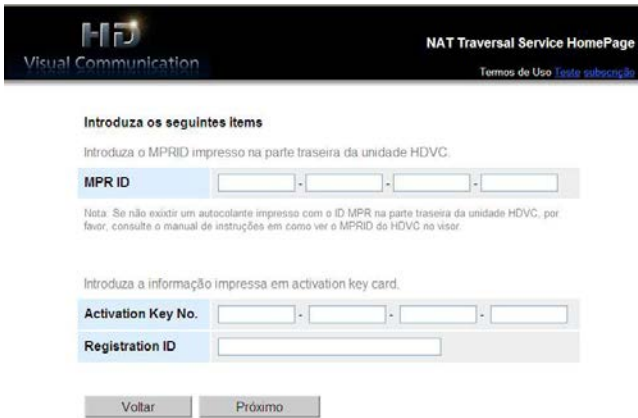 HD
Visual Communication
NAT Traversal Service HomePage
Termos de Uso Teste subscrição
Introduza os seguintes items
Introduza o MPRID impresso na parte traseira da unidade HDVC.
MPR ID - - -
Nota: Se não exixtir um autocolante impresso com o ID MPR na parte traseira da unidade HDVC, por
favor, consulte o manual de instruções em como ver o MPRID do HDVC no visor.
Introduza a informação impressa em activation key card.
Activation Key No. - - -
Registration ID
Voltar Próximo